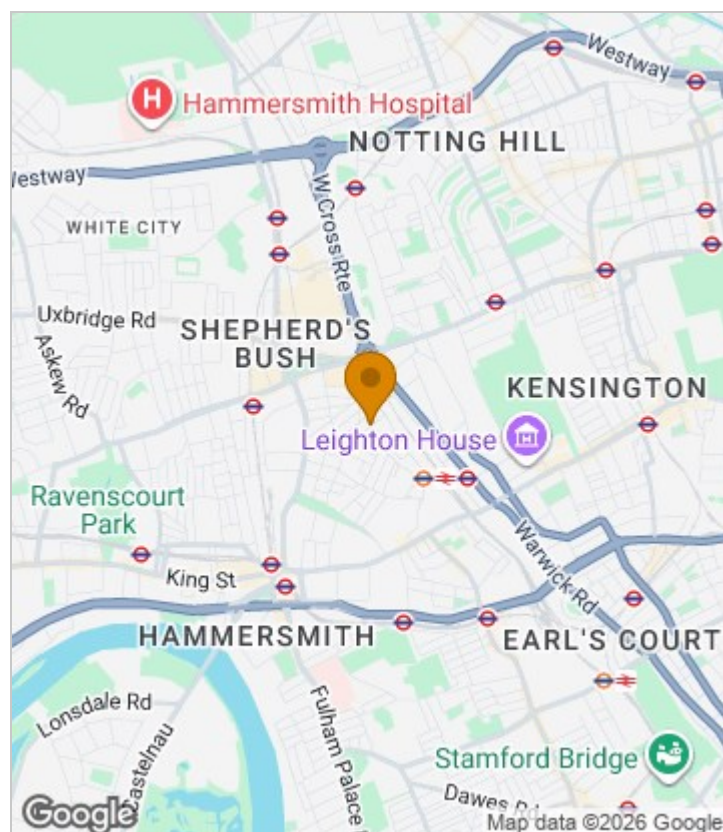 Westway
H Hammersmith Hospital
NOTTING HILL
Westway
W Cross Rte
WHITE CITY
Uxbridge Rd
SHEPHERD'S
BUSH
Askew Rd
KENSINGTON
Leighton House
Ravenscourt
Park
King St
Warwick Rd
HAMMERSMITH
EARL'S COURT
Lonsdale Rd
Castelnau
Fulham Palace
Stamford Bridge
Dawes Rd
Google
Map data ©2026 Google